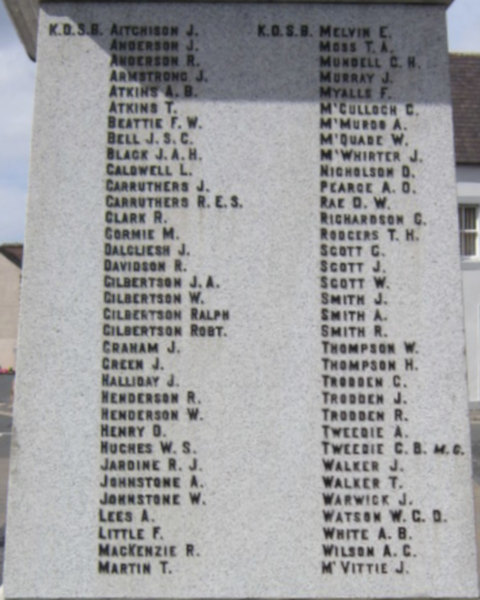 K.O.S.B. AITCHISON J.
ANDERSON J.
ANDERSON R.
ARMSTRONG J.
ATKINS A. B.
ATKINS T.
BEATTIE F. W.
BELL J. S. C.
BLACK J. A. H.
CALDWELL L.
CARRUTHERS J.
CARRUTHERS R. E. S.
CLARK R.
CORMIE M.
DALGLIESH J.
DAVIDSON R.
GILBERTSON J. A.
GILBERTSON W.
GILBERTSON RALPH
GILBERTSON ROBT.
GRAHAM J.
GREEN J.
HALLIDAY J.
HENDERSON R.
HENDERSON W.
HENRY D.
HUGHES W. S.
JARDINE R. J.
JOHNSTONE A.
JOHNSTONE W.
LEES A.
LITTLE F.
MACKENZIE R.
MARTIN T.
K.O.S.B. MELVIN E.
MOSS T. A.
MUNDELL G. H.
MURRAY J.
MYALLS F.
McCULLOCH G.
McMURDO A.
McQUADE W.
McWHIRTER J.
NICHOLSON D.
PEARCE A. O.
RAE D. W.
RICHARDSON G.
RODGERS T. H.
SCOTT G.
SCOTT J.
SCOTT W.
SMITH J.
SMITH A.
SMITH R.
THOMPSON W.
THOMPSON H.
TRODDEN C.
TRODDEN J.
TRODDEN R.
TWEEDIE A.
TWEEDIE G. B. M.C.
WALKER J.
WALKER T.
WARWICK J.
WATSON W. G. D.
WHITE A. B.
WILSON A. C.
McVITTIE J.